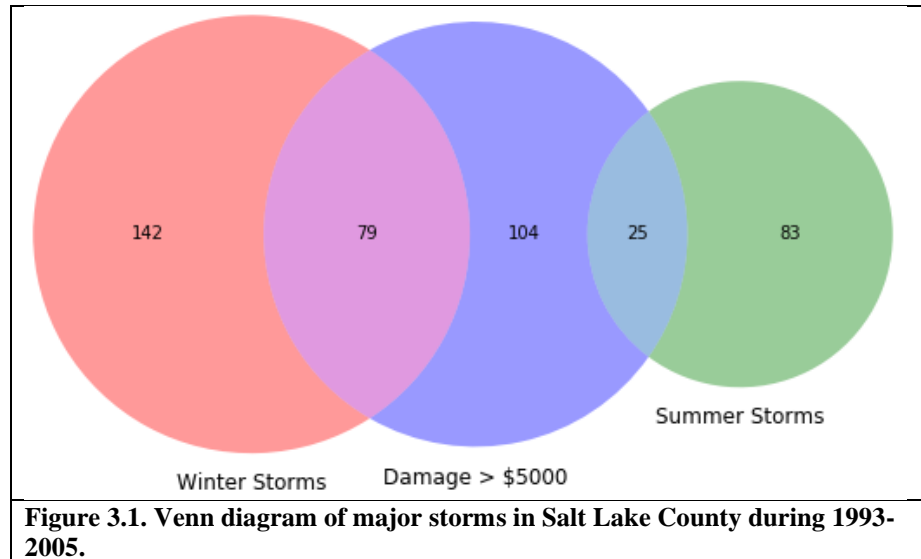 142
79
104
25
83
Summer Storms
Winter Storms
Damage > $5000
Figure 3.1. Venn diagram of major storms in Salt Lake County during 1993-
2005.